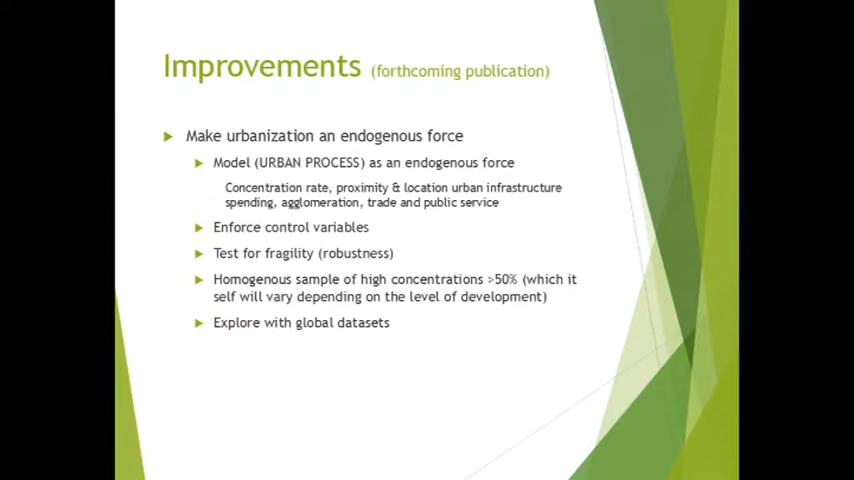 Improvements (forthcoming publication)
Make urbanization an endogenous force
Model (URBAN PROCESS) as an endogenous force
Concentration rate, proximity & location urban infrastructure
spending, agglomeration, trade and public service
Enforce control variables
Test for fragility (robustness)
Homogenous sample of high concentrations >50% (which it
self will vary depending on the level of development)
Explore with global datasets